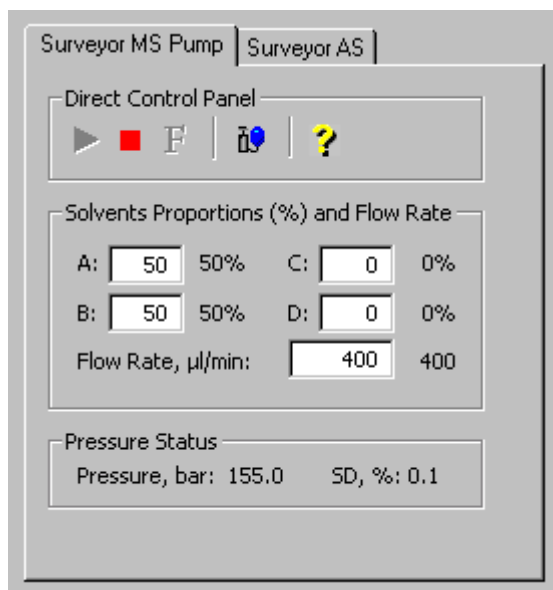 Surveyor MS Pump Surveyor AS
Direct Control Panel
F ?
Solvents Proportions (%) and Flow Rate
A: 50 50% C: 0 0%
B: 50 50% D: 0 0%
Flow Rate, µl/min: 400 400
Pressure Status
Pressure, bar: 155.0 SD, %: 0.1